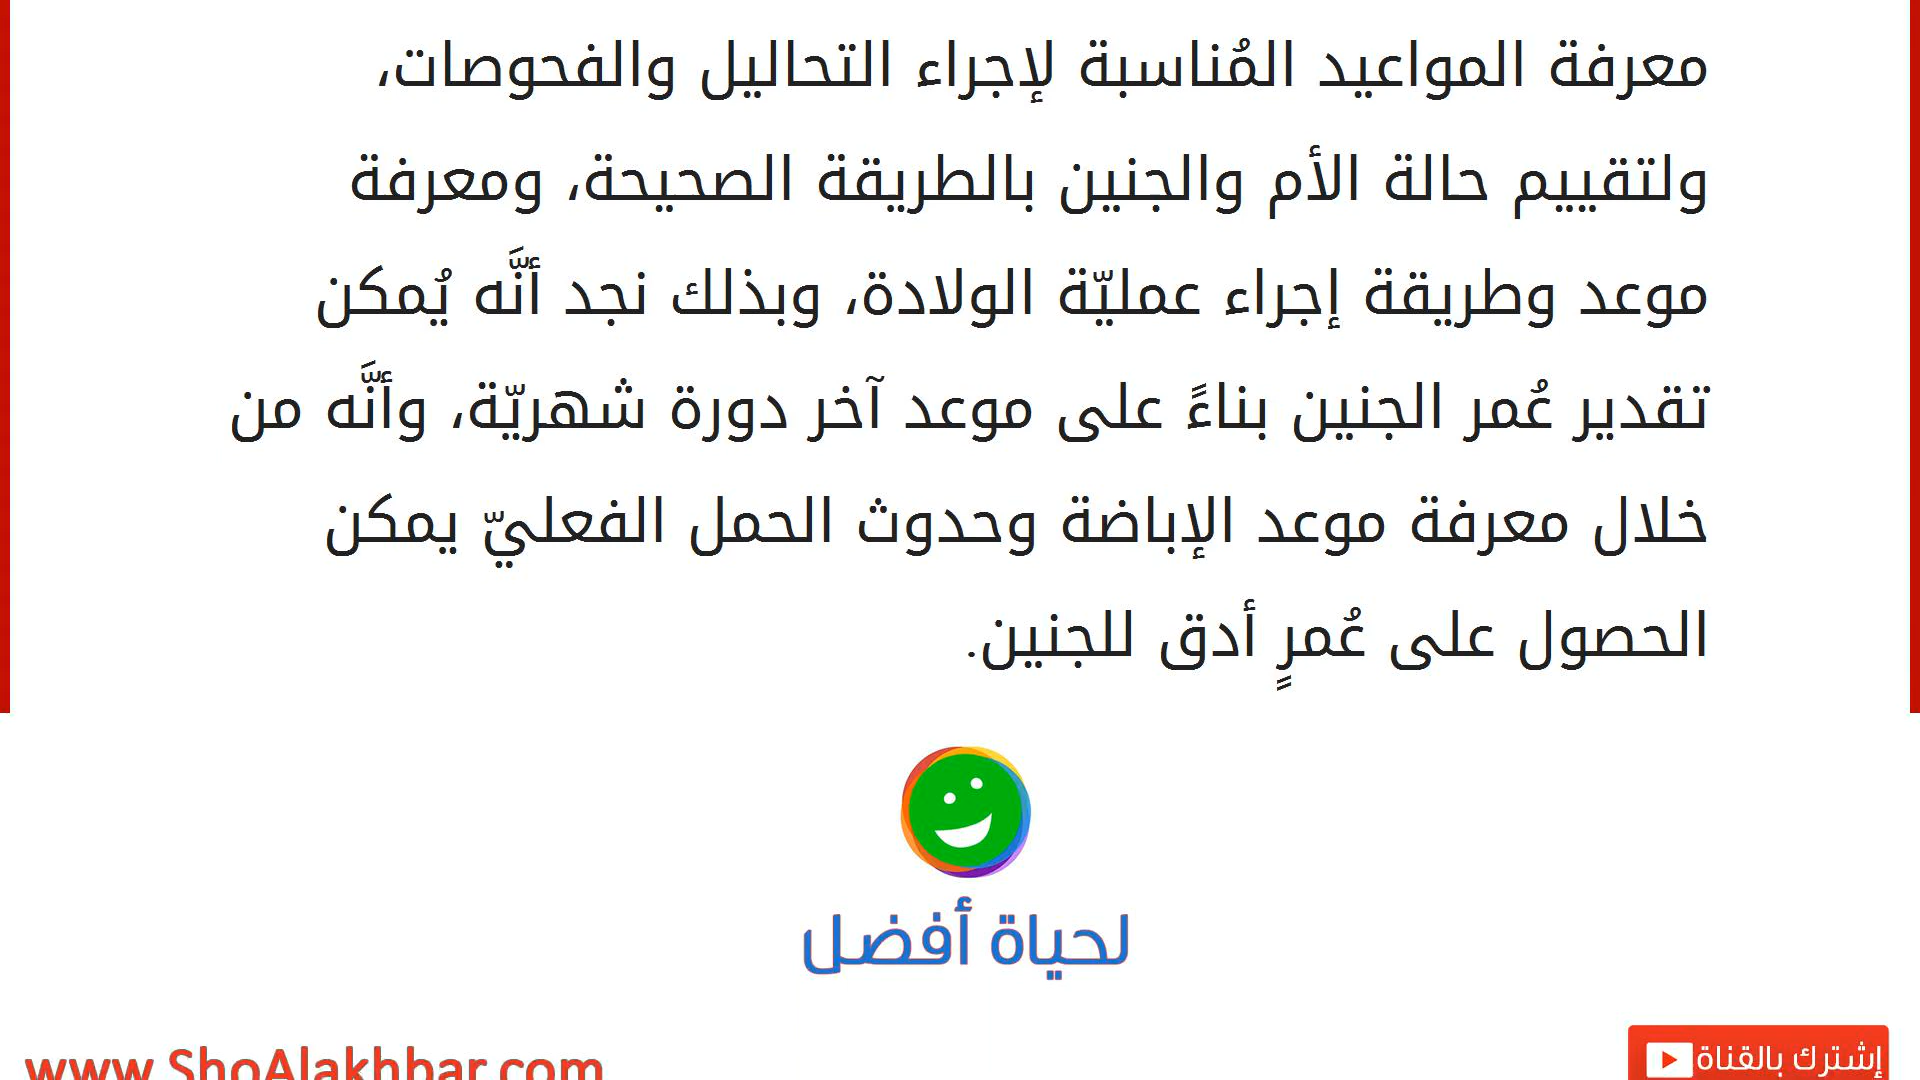 معرفة المواعيد المُناسبة لإجراء التحاليل والفحوصات،
ولتقييم حالة الأم والجنين بالطريقة الصحيحة، ومعرفة
موعد وطريقة إجراء عمليّة الولادة، وبذلك نجد أنَّه يُمكن
تقدير عُمر الجنين بناءً على موعد آخر دورة شهريّة، وأنَّه من
خلال معرفة موعد الإباضة وحدوث الحمل الفعليّ يمكن
الحصول على عُمرٍ أدق للجنين.
لحياة أفضل
www.ShoAlakhbar.com
إشترك بالقناة